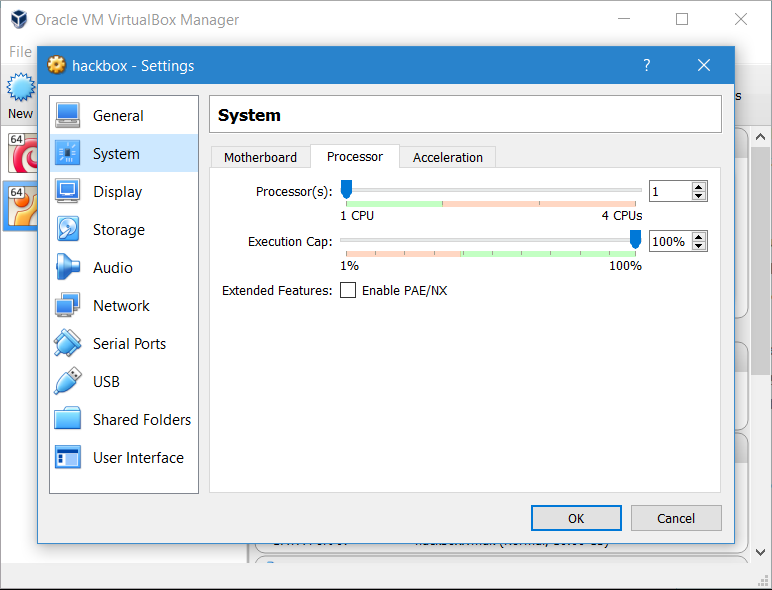 Oracle VM VirtualBox Manager
File
hackbox - Settings
?
New
64
64
General
System
Display
Storage
Audio
Network
Serial Ports
USB
Shared Folders
User Interface
System
Motherboard
Processor
Acceleration
Processor(s):
1
1 CPU
4 CPUs
Execution Cap:
100%
1%
100%
Extended Features:
Enable PAE/NX
OK
Cancel
s